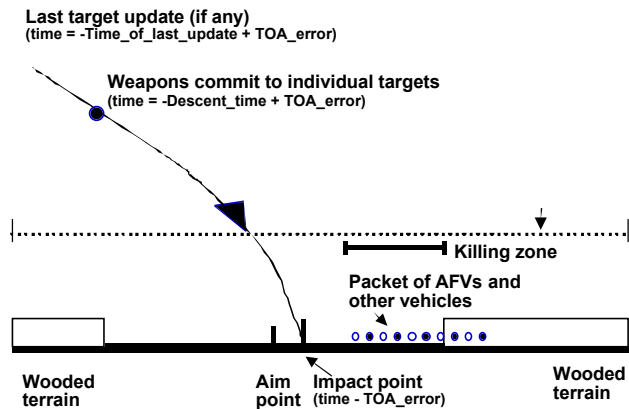 Last target update (if any)
(time = -Time_of_last_update + TOA_error)
Weapons commit to individual targets
(time = -Descent_time + TOA_error)
Killing zone
Packet of AFVs and
other vehicles
Wooded
terrain
Aim
point
Impact point
(time - TOA_error)
Wooded
terrain